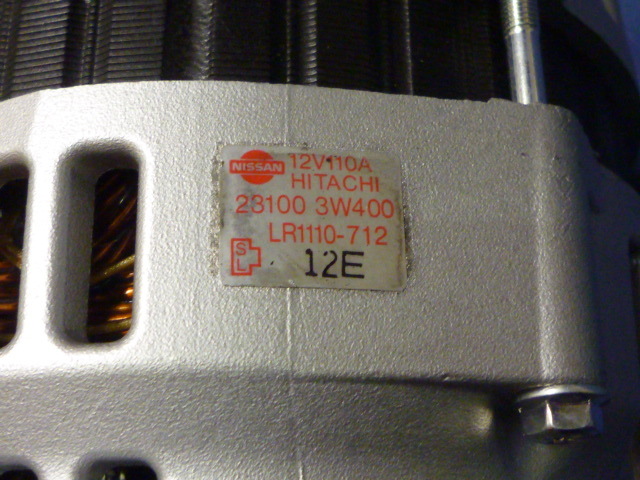 NISSAN 12V110A
HITACHI
23100 3W400
LR1110-712
S
L 12E